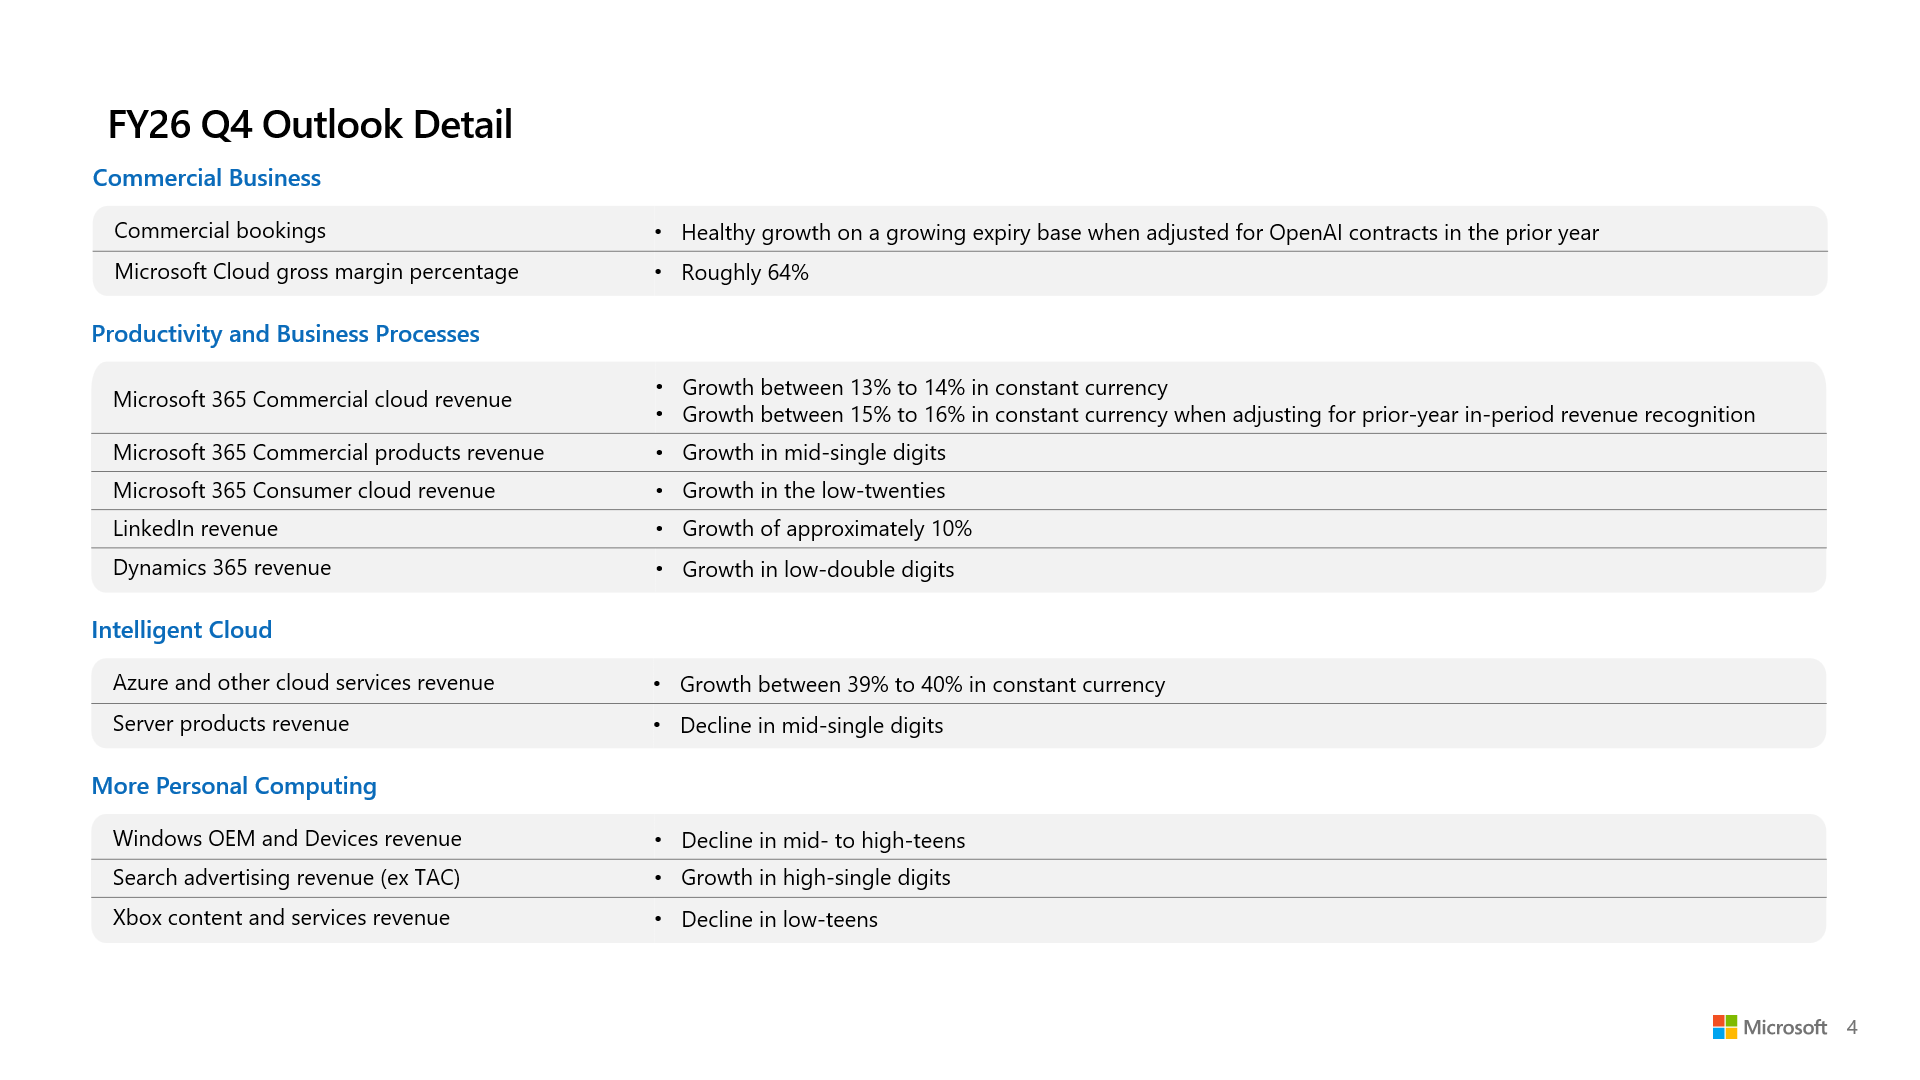 FY26 Q4 Outlook Detail
Commercial Business
Commercial bookings • Healthy growth on a growing expiry base when adjusted for OpenAI contracts in the prior year
Microsoft Cloud gross margin percentage • Roughly 64%
Productivity and Business Processes
Microsoft 365 Commercial cloud revenue • Growth between 13% to 14% in constant currency
• Growth between 15% to 16% in constant currency when adjusting for prior-year in-period revenue recognition
Microsoft 365 Commercial products revenue • Growth in mid-single digits
Microsoft 365 Consumer cloud revenue • Growth in the low-twenties
LinkedIn revenue • Growth of approximately 10%
Dynamics 365 revenue • Growth in low-double digits
Intelligent Cloud
Azure and other cloud services revenue • Growth between 39% to 40% in constant currency
Server products revenue • Decline in mid-single digits
More Personal Computing
Windows OEM and Devices revenue • Decline in mid- to high-teens
Search advertising revenue (ex TAC) • Growth in high-single digits
Xbox content and services revenue • Decline in low-teens
Microsoft 4